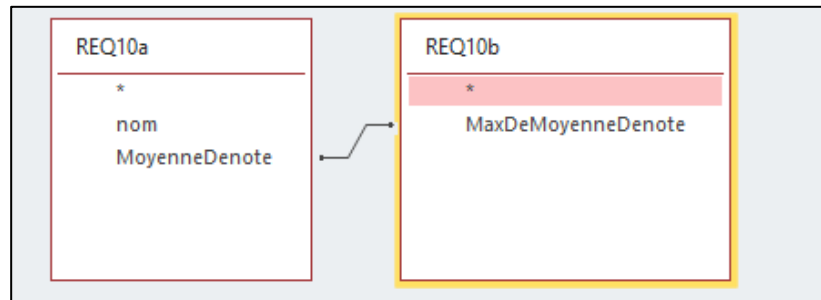 REQ10a
*
nom
MoyenneDenote
REQ10b
*
MaxDeMoyenneDenote